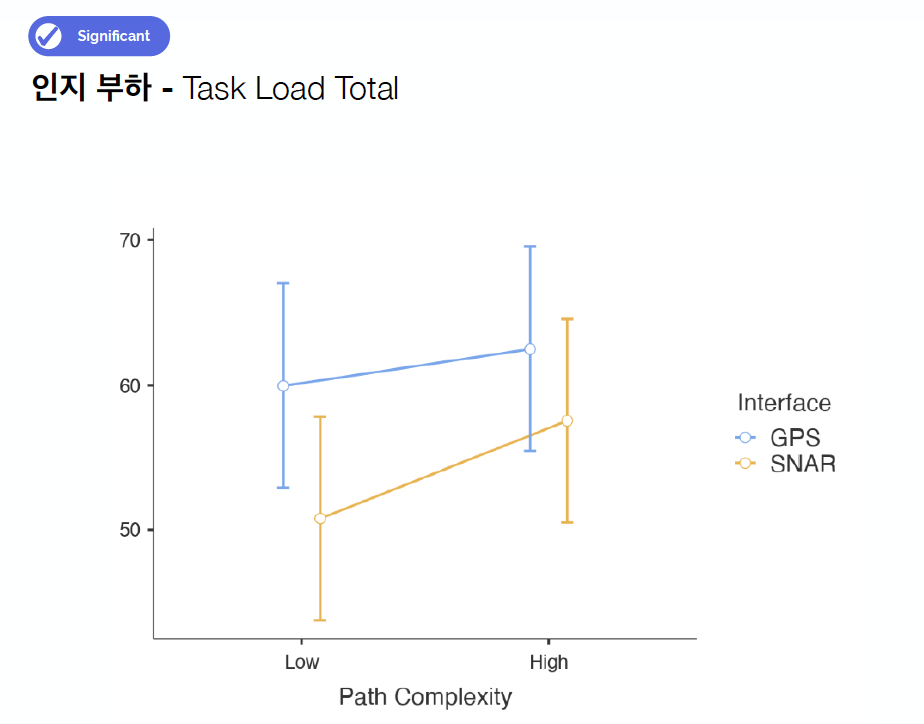 Significant
인지 부하 - Task Load Total
70
60
50
Low
High
Path Complexity
Interface
GPS
SNAR